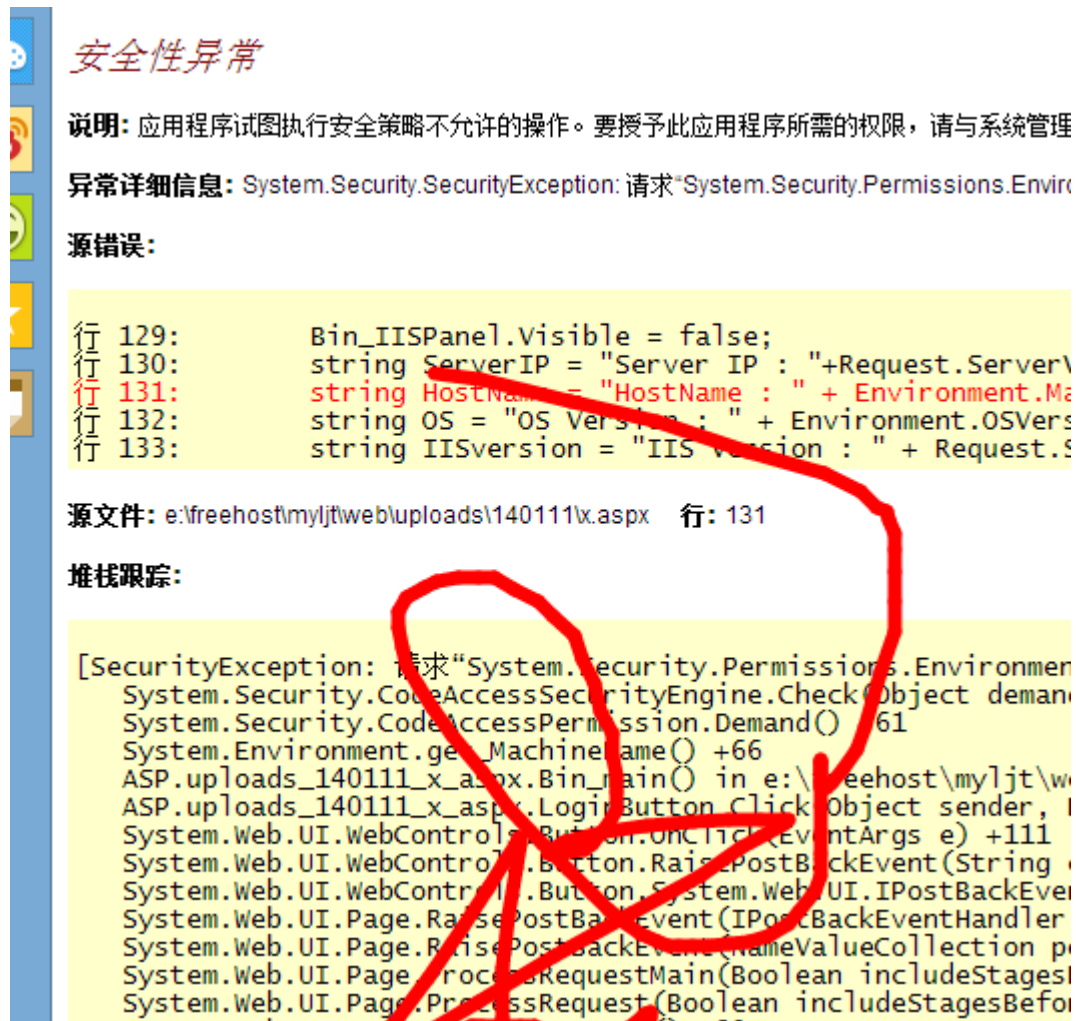 安全性异常
说明: 应用程序试图执行安全策略不允许的操作。要授予此应用程序所需的权限，请与系统管理
异常详细信息: System.Security.SecurityException: 请求“System.Security.Permissions.Enviro
源错误:
行 129: Bin_IISPanel.Visible = false;
行 130: string ServerIP = "Server IP : "+Request.ServerV
行 131: string HostName = "HostName : " + Environment.Ma
行 132: string OS = "OS Version : " + Environment.OSVers
行 133: string IISversion = "IIS Version : " + Request.S
源文件: e:\freehost\myljt\web\uploads\140111\x.aspx 行: 131
堆栈跟踪:
[SecurityException: 请求“System.Security.Permissions.Environmen
System.Security.CodeAccessSecurityEngine.Check(Object demand
System.Security.CodeAccessPermission.Demand() +61
System.Environment.get_MachineName() +66
ASP.uploads_140111_x_aspx.Bin_main() in e:\freehost\myljt\we
ASP.uploads_140111_x_aspx.LoginButton_Click(Object sender,
System.Web.UI.WebControls.Button.OnClick(EventArgs e) +111
System.Web.UI.WebControls.Button.RaisePostBackEvent(String
System.Web.UI.WebControls.Button.System.Web.UI.IPostBackEven
System.Web.UI.Page.RaisePostBackEvent(IPostBackEventHandler
System.Web.UI.Page.RaisePostBackEvent(NameValueCollection po
System.Web.UI.Page.ProcessRequestMain(Boolean includeStagesB
System.Web.UI.Page.ProcessRequest(Boolean includeStagesBefor